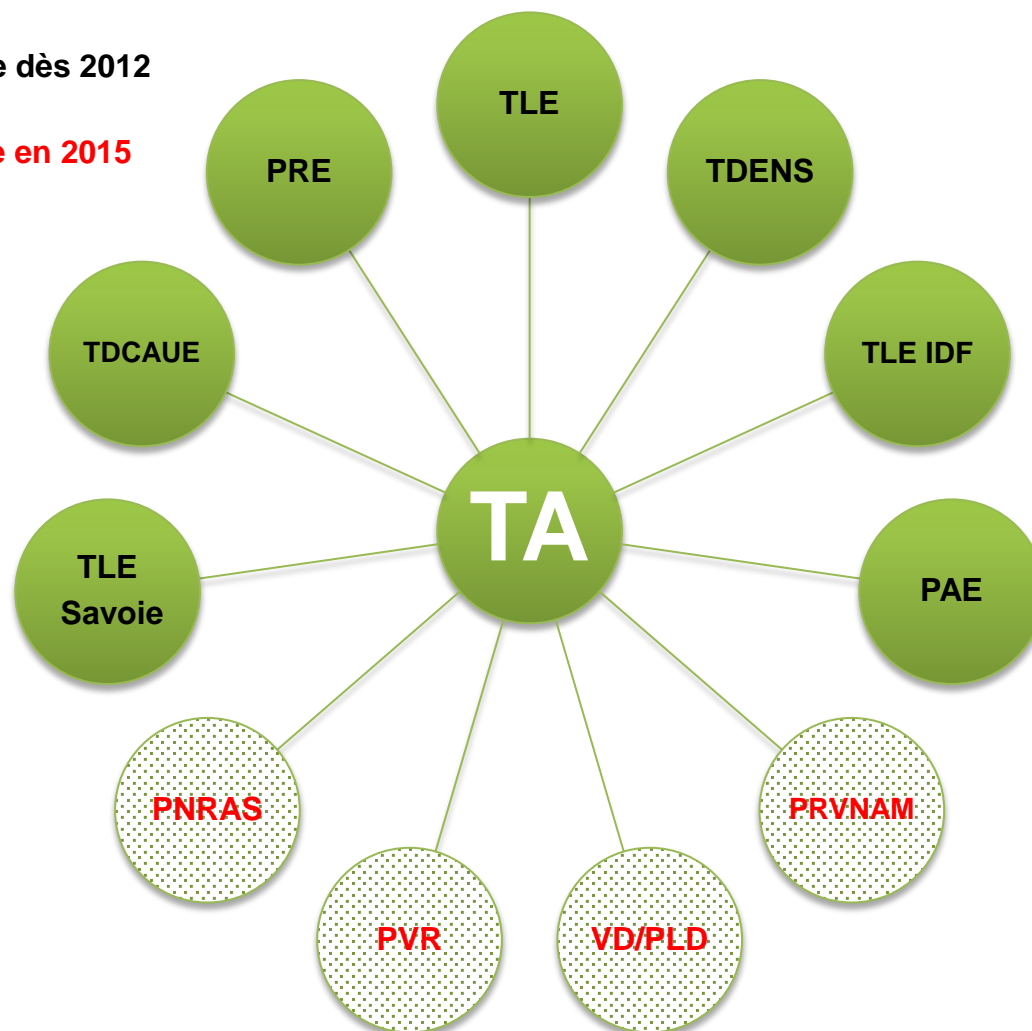 e dès 2012
e en 2015
TLE
PRE
TDENS
TDCAUE
TLE IDF
TA
TLE
Savoie
PAE
PNRAS
PRVNAM
PVR
VD/PLD